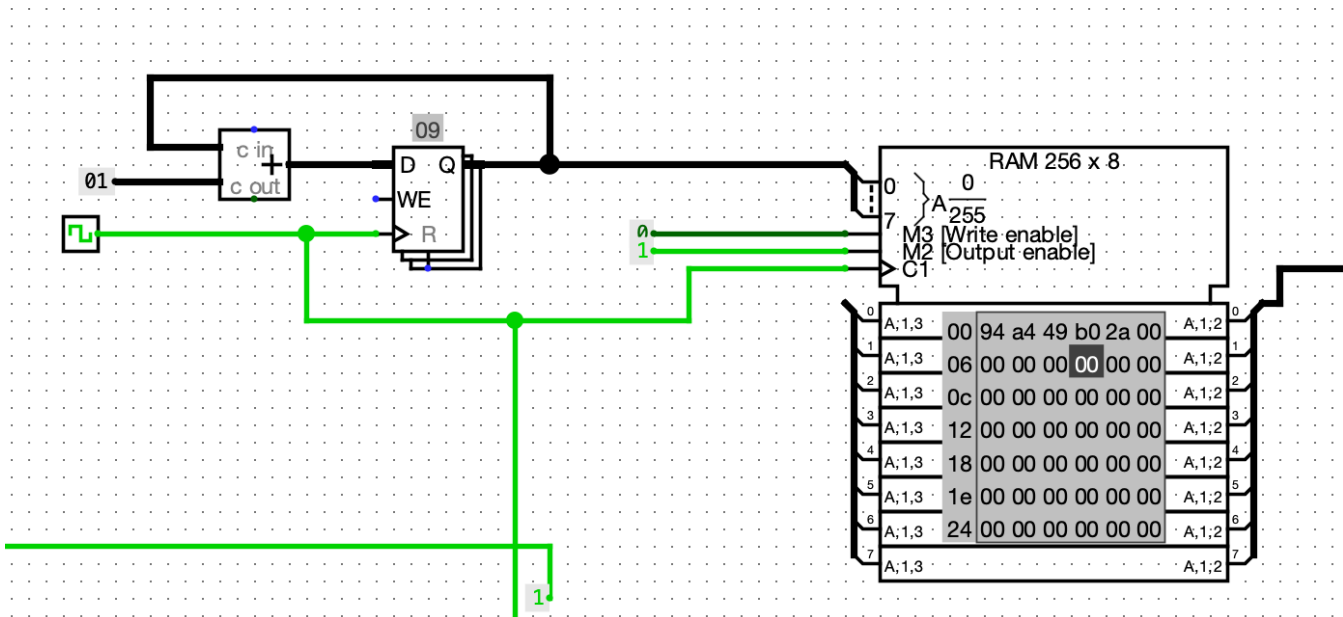 09
c in
+
D Q
01
c out
WE
R
RAM 256 x 8
0
7
A
0
255
M3 [Write enable]
0
M2 [Output enable]
1
C1
0 A;1,3 00 94 a4 49 b0 2a 00 A,1;2 0
1 A;1,3 06 00 00 00 00 00 00 A,1;2 1
2 A;1,3 0c 00 00 00 00 00 00 A,1;2 2
3 A;1,3 12 00 00 00 00 00 00 A,1;2 3
4 A;1,3 18 00 00 00 00 00 00 A,1;2 4
5 A;1,3 1e 00 00 00 00 00 00 A,1;2 5
6 A;1,3 24 00 00 00 00 00 00 A,1;2 6
7 A;1,3 A,1;2 7
1